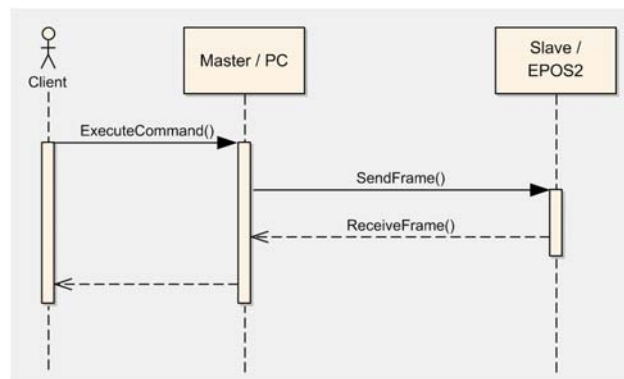 Client
Master / PC
Slave /
EPOS2
ExecuteCommand()
SendFrame()
ReceiveFrame()